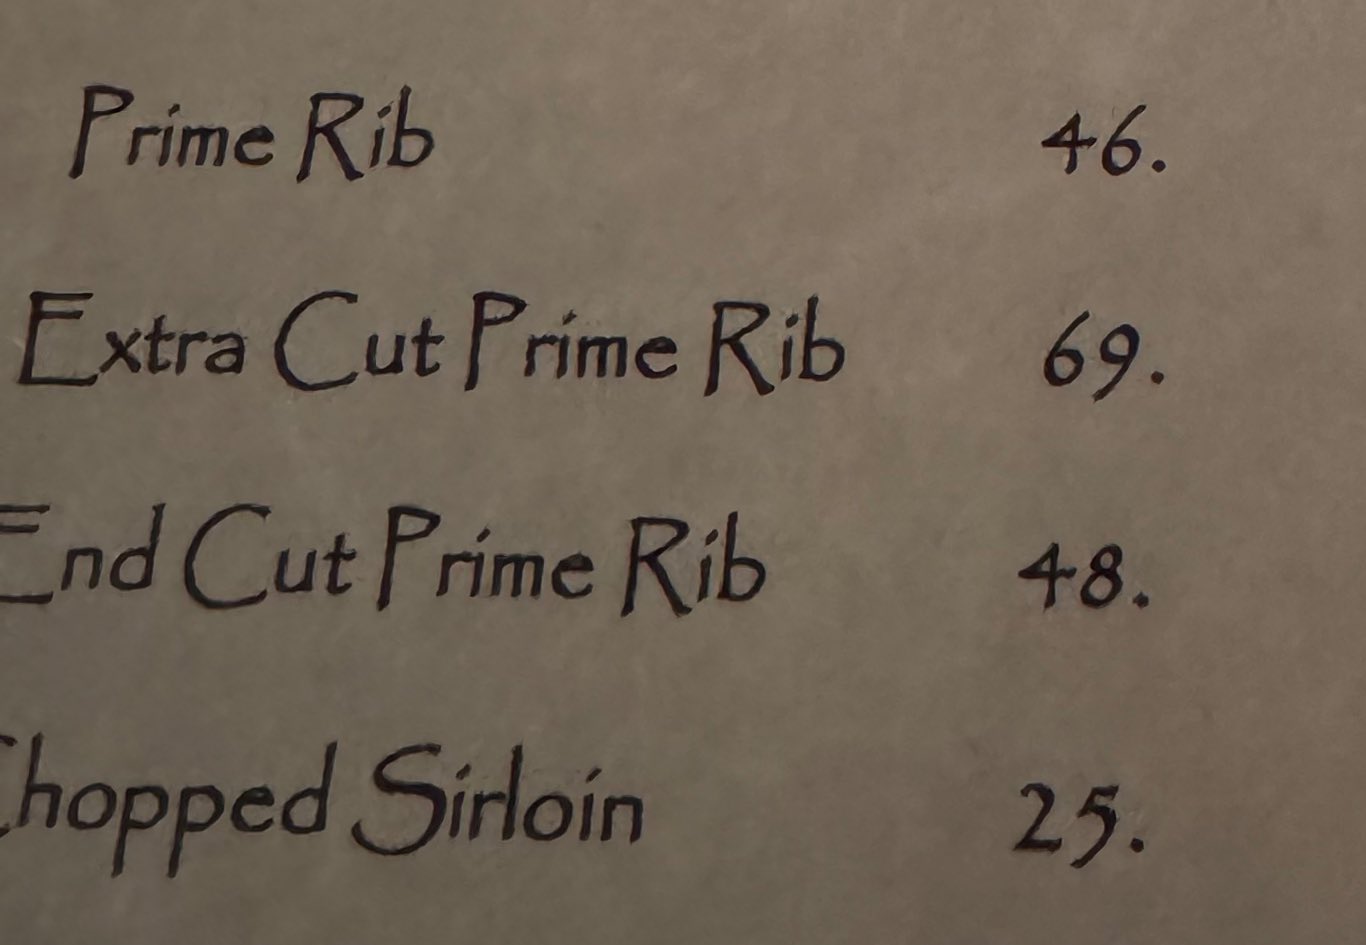 Prime Rib 46.
Extra Cut Prime Rib 69.
End Cut Prime Rib 48.
Chopped Sirloin 25.